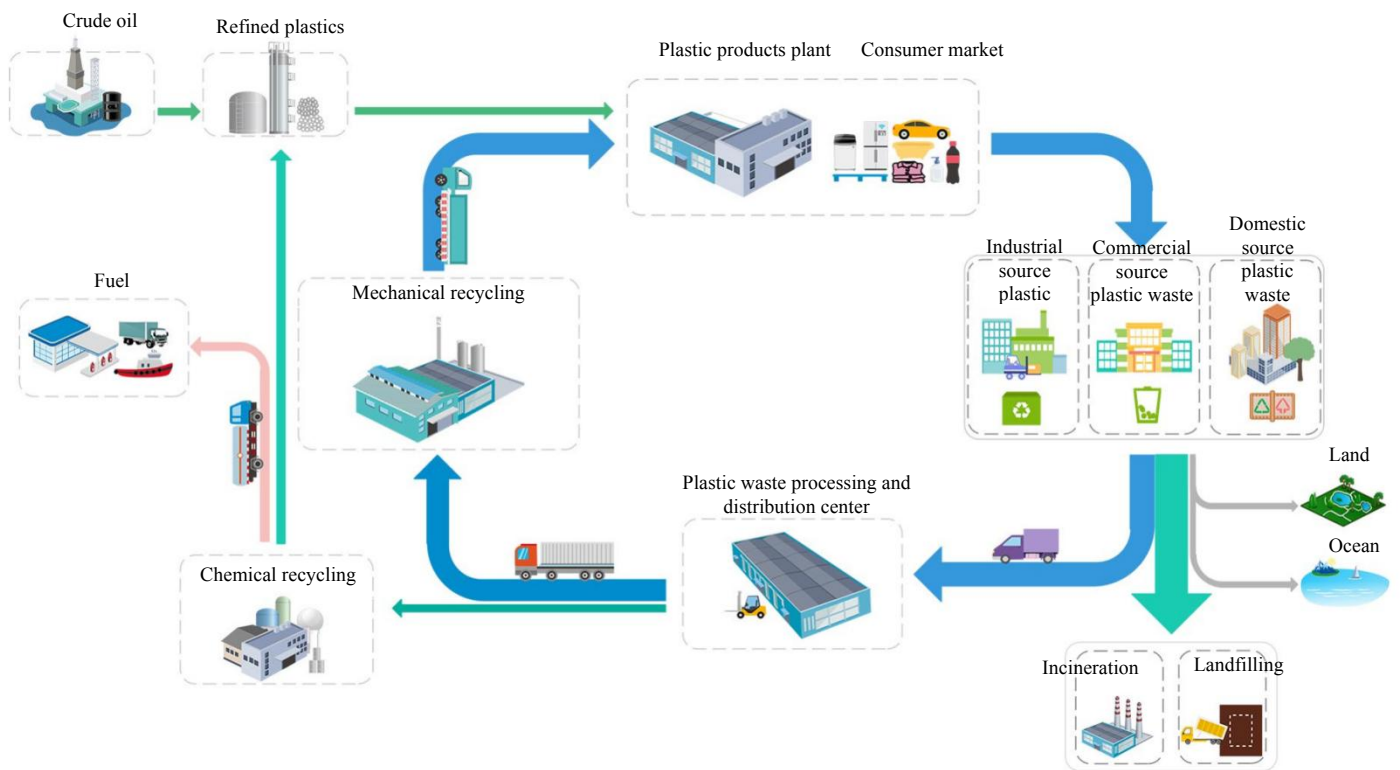 Crude oil
Refined plastics
Plastic products plant
Consumer market
Domestic
source
plastic
waste
Industrial
source
plastic
Commercial
source
plastic waste
Fuel
Mechanical recycling
Land
Plastic waste processing and
distribution center
Ocean
Chemical recycling
Incineration
Landfilling